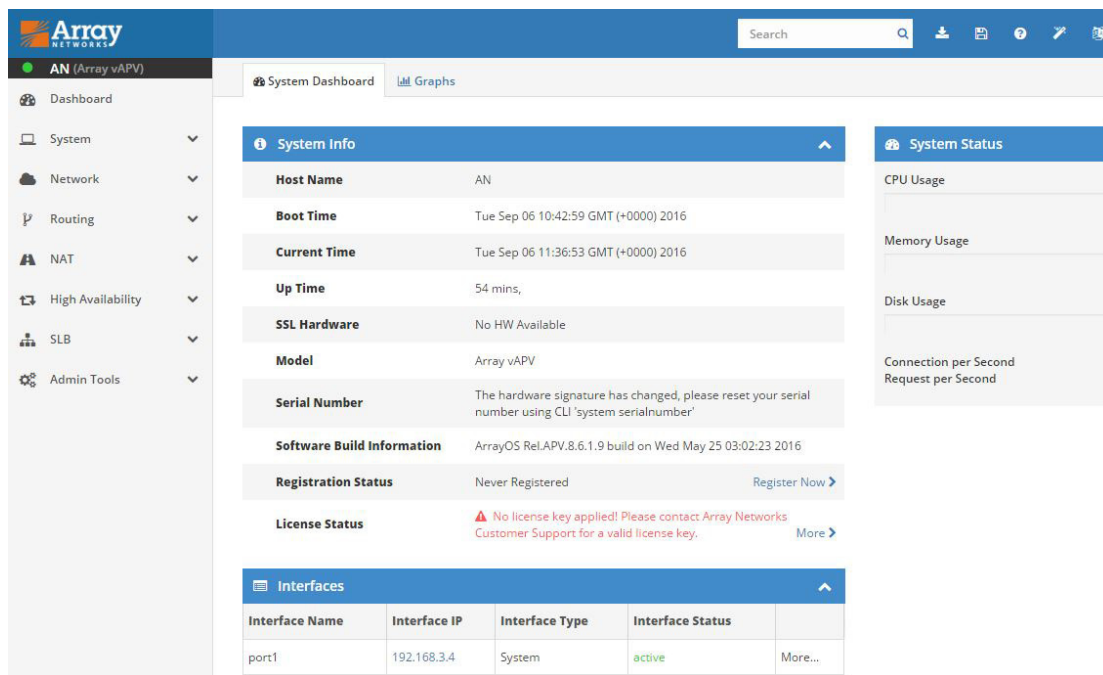 Array
NETWORKS
Search
AN (Array vAPV)
Dashboard
System
Network
Routing
NAT
High Availability
SLB
Admin Tools
System Dashboard
Graphs
System Info
Host Name AN
Boot Time Tue Sep 06 10:42:59 GMT (+0000) 2016
Current Time Tue Sep 06 11:36:53 GMT (+0000) 2016
Up Time 54 mins,
SSL Hardware No HW Available
Model Array vAPV
Serial Number The hardware signature has changed, please reset your serial
number using CLI 'system serialnumber'
Software Build Information ArrayOS Rel.APV.8.6.1.9 build on Wed May 25 03:02:23 2016
Registration Status Never Registered Register Now
License Status No license key applied! Please contact Array Networks
Customer Support for a valid license key. More
Interfaces
Interface Name Interface IP Interface Type Interface Status
port1 192.168.3.4 System active More...
System Status
CPU Usage
Memory Usage
Disk Usage
Connection per Second
Request per Second